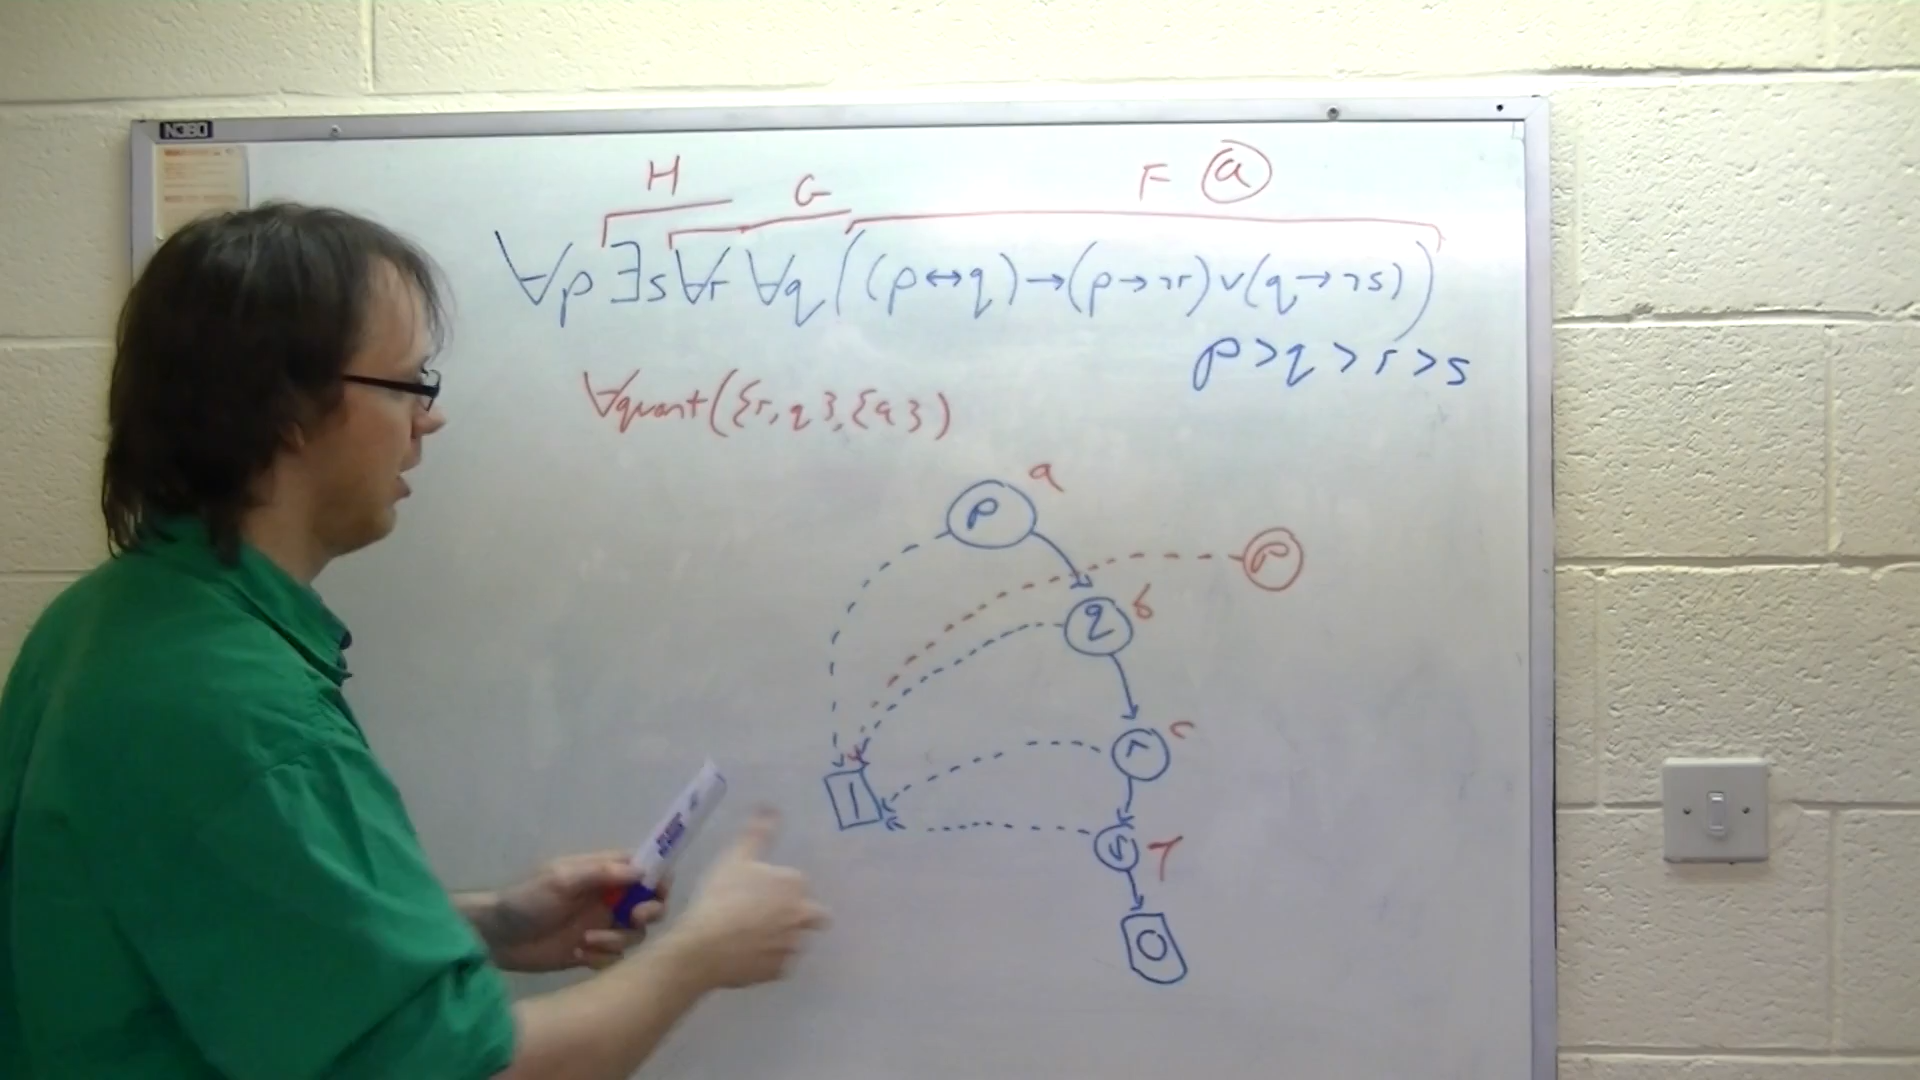 NOBO
H G F a
∀p∃s∀r∀q((p↔q)→(p→¬r)∨(q→¬s))
p>q>r>s
∀quant({r,q},{a})
p a
p
q b
r c
1
s
0